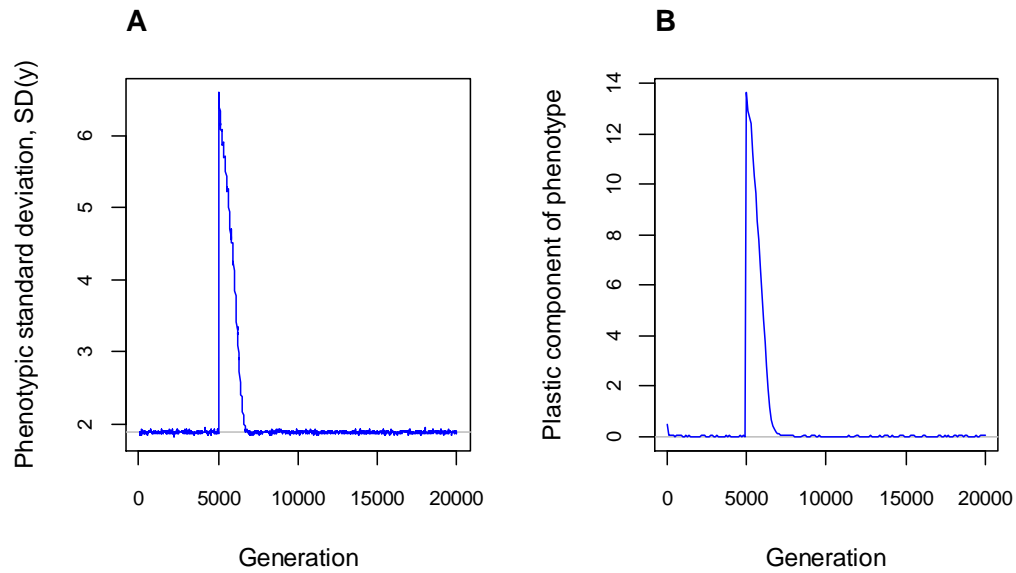 A
Phenotypic standard deviation, SD(y)
6
5
4
3
2
0 5000 10000 15000 20000
Generation
B
Plastic component of phenotype
14
12
10
8
6
4
2
0
0 5000 10000 15000 20000
Generation